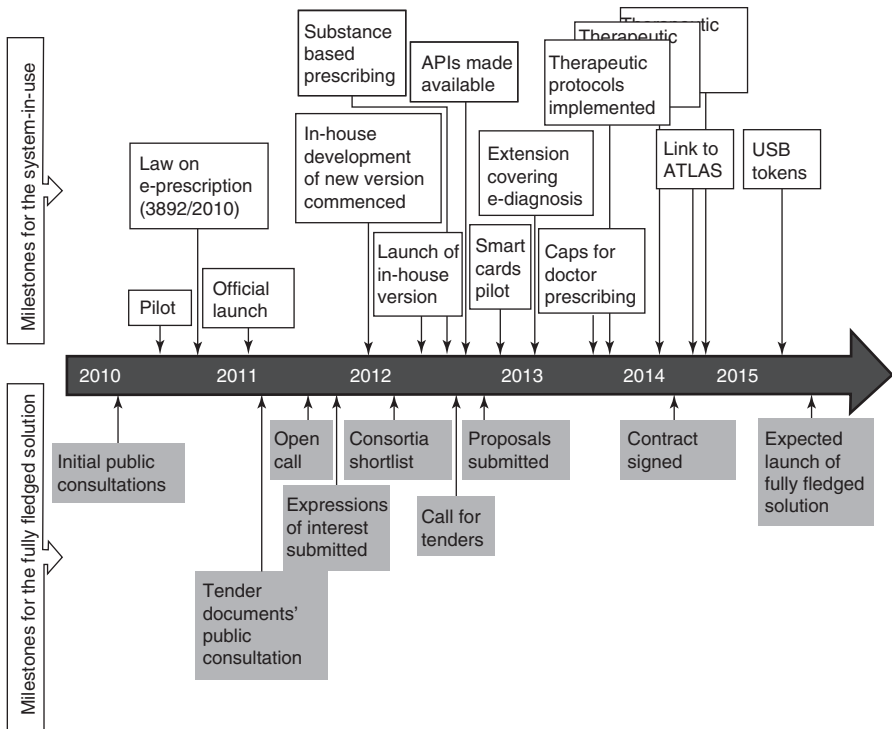 Milestones for the system-in-use
Pilot
Law on
e-prescription
(3892/2010)
Official
launch
Substance
based
prescribing
In-house
development
of new version
commenced
Launch of
in-house
version
APIs made
available
Smart
cards
pilot
Extension
covering
e-diagnosis
Caps for
doctor
prescribing
Therapeutic
protocols
implemented
Therapeutic
Therapeutic
Link to
ATLAS
USB
tokens
2010
2011
2012
2013
2014
2015
Milestones for the fully fledged solution
Initial public
consultations
Tender
documents’
public
consultation
Open
call
Expressions
of interest
submitted
Consortia
shortlist
Call for
tenders
Proposals
submitted
Contract
signed
Expected
launch of
fully fledged
solution